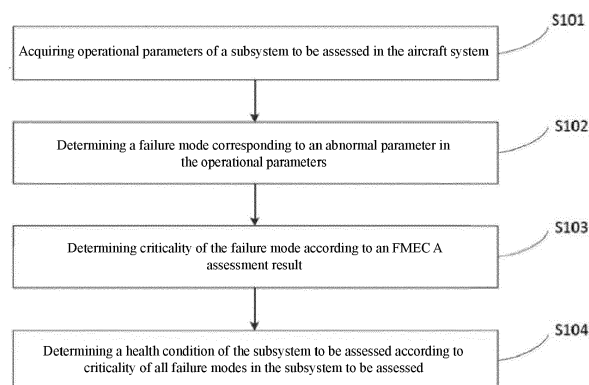 S101
Acquiring operational parameters of a subsystem to be assessed in the aircraft system
S102
Determining a failure mode corresponding to an abnormal parameter in
the operational parameters
S103
Determining criticality of the failure mode according to an FMEC A
assessment result
S104
Determining a health condition of the subsystem to be assessed according to
criticality of all failure modes in the subsystem to be assessed